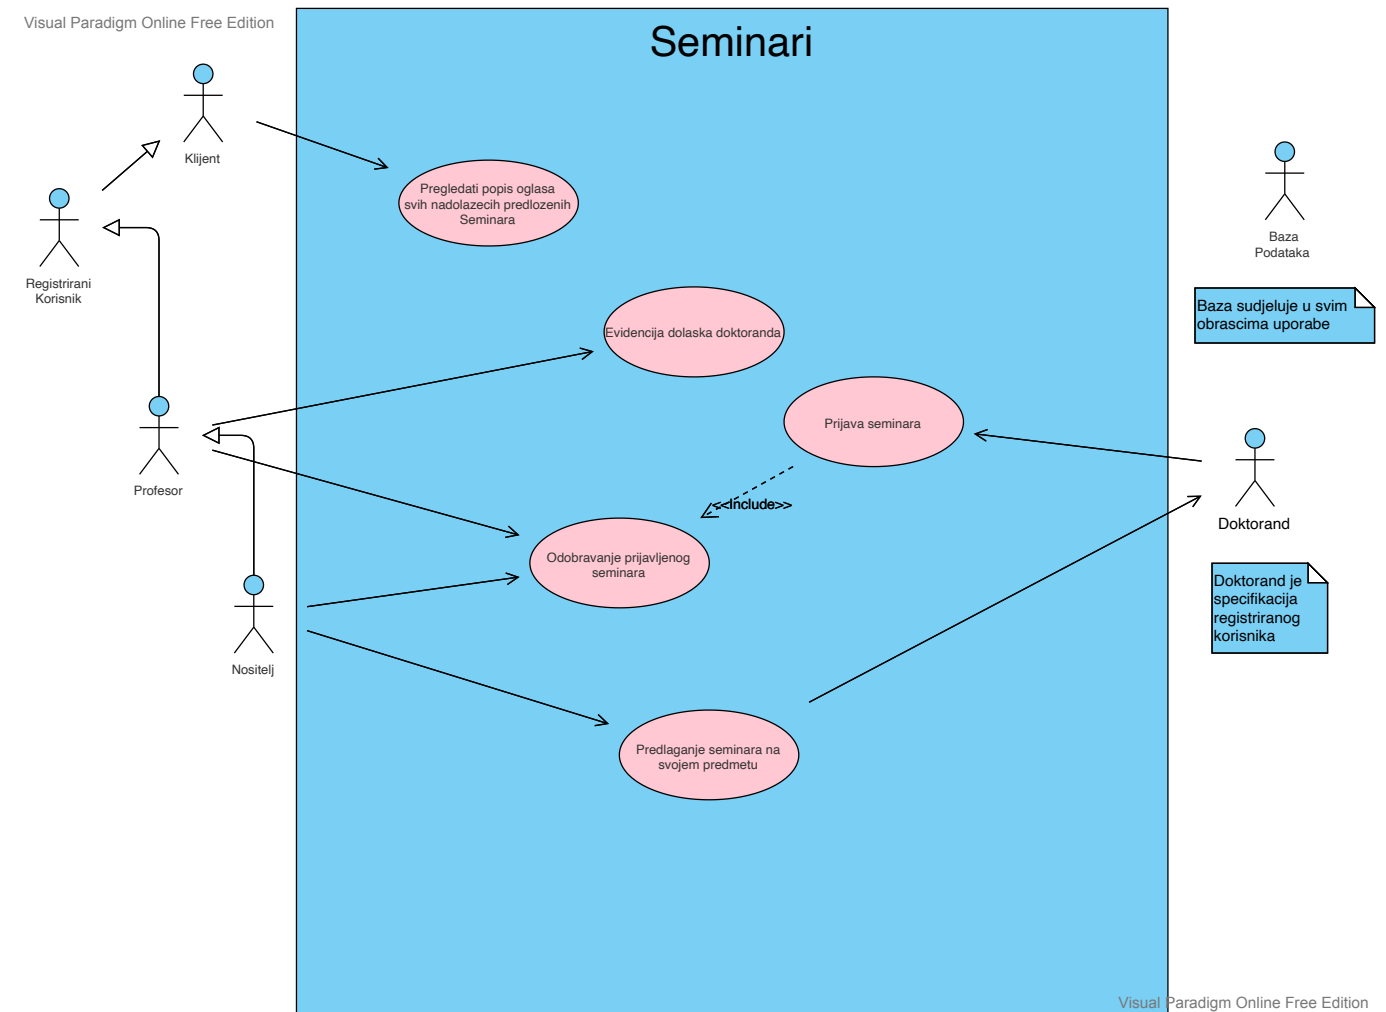 Visual Paradigm Online Free Edition
Seminari
Klijent
Pregledati popis oglasa
svih nadolazecih predlozenih
Seminara
Registrirani
Korisnik
Baza
Podataka
Baza sudjeluje u svim
obrascima uporabe
Evidencija dolaska doktoranda
Prijava seminara
Profesor
<<Include>>
Doktorand
Odobravanje prijavljenog
seminara
Doktorand je
specifikacija
registriranog
korisnika
Nositelj
Predlaganje seminara na
svojem predmetu
Visual Paradigm Online Free Edition